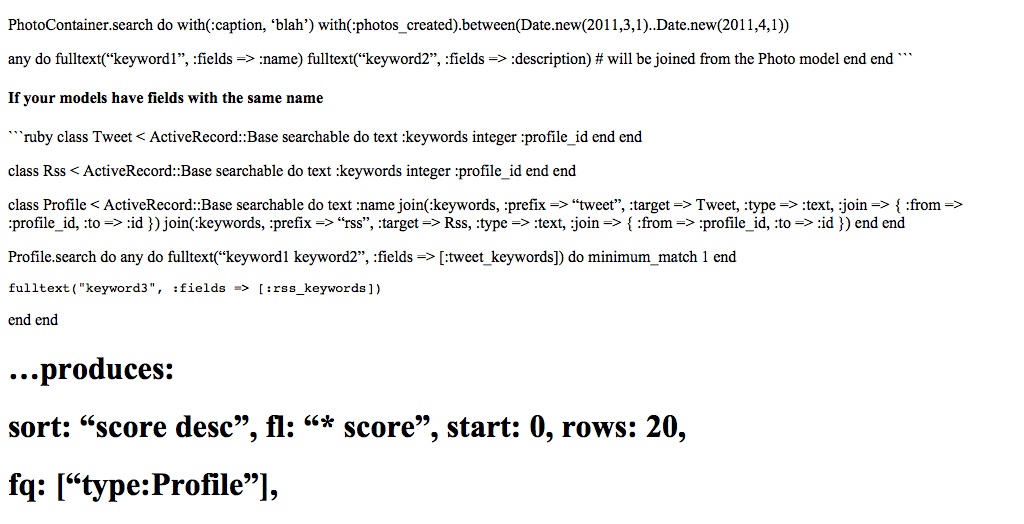 PhotoContainer.search do with(:caption, ‘blah’) with(:photos_created).between(Date.new(2011,3,1)..Date.new(2011,4,1))
any do fulltext(“keyword1”, :fields => :name) fulltext(“keyword2”, :fields => :description) # will be joined from the Photo model end end ```
If your models have fields with the same name
```ruby class Tweet < ActiveRecord::Base searchable do text :keywords integer :profile_id end end
class Rss < ActiveRecord::Base searchable do text :keywords integer :profile_id end end
class Profile < ActiveRecord::Base searchable do text :name join(:keywords, :prefix => “tweet”, :target => Tweet, :type => :text, :join => { :from =>
:profile_id, :to => :id }) join(:keywords, :prefix => “rss”, :target => Rss, :type => :text, :join => { :from => :profile_id, :to => :id }) end end
Profile.search do any do fulltext(“keyword1 keyword2”, :fields => [:tweet_keywords]) do minimum_match 1 end
fulltext("keyword3", :fields => [:rss_keywords])
end end
…produces:
sort: “score desc”, fl: “* score”, start: 0, rows: 20,
fq: [“type:Profile”],